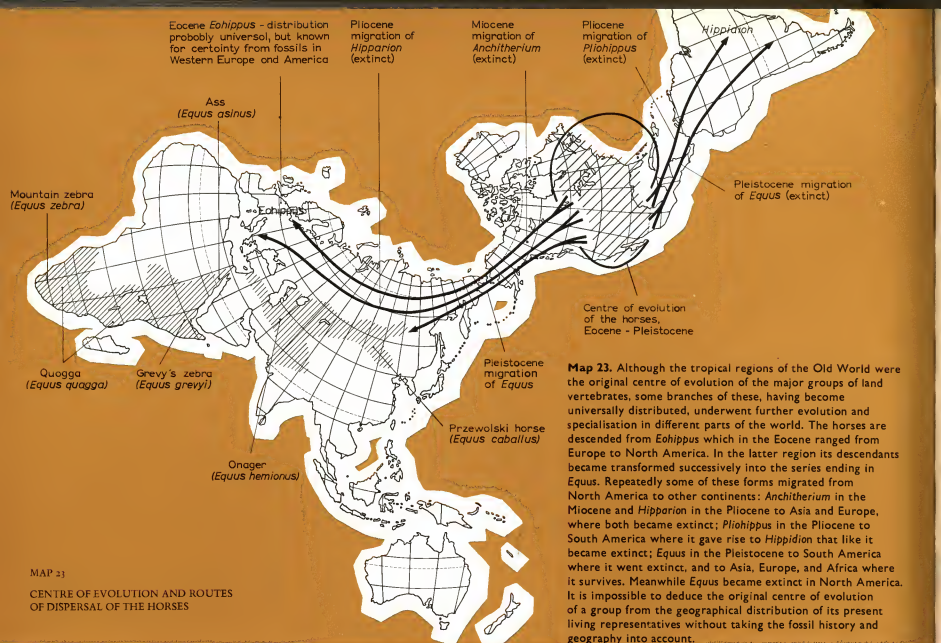 Eocene Eohippus - distribution
probobly universol, but known
for certointy from fossils in
Western Europe ond America
Pliocene
migration of
Hipparion
(extinct)
Miocene
migration of
Anchitherium
(extinct)
Pliocene
migration of
Pliohippus
(extinct)
Hippidion
Ass
(Equus asinus)
Mountain zebra
(Equus zebra)
Eohippus
Pleistocene migration
of Equus (extinct)
Centre of evolution
of the horses,
Eocene - Pleistocene
Quogga
(Equus quagga)
Grevy's zebra
(Equus grevyi)
Pleistocene
migration
of Equus
Przewolski horse
(Equus caballus)
Onager
(Equus hemionus)
MAP 23
CENTRE OF EVOLUTION AND ROUTES
OF DISPERSAL OF THE HORSES
Map 23. Although the tropical regions of the Old World were
the original centre of evolution of the major groups of land
vertebrates, some branches of these, having become
universally distributed, underwent further evolution and
specialisation in different parts of the world. The horses are
descended from Eohippus which in the Eocene ranged from
Europe to North America. In the latter region its descendants
became transformed successively into the series ending in
Equus. Repeatedly some of these forms migrated from
North America to other continents: Anchitherium in the
Miocene and Hipparion in the Pliocene to Asia and Europe,
where both became extinct; Pliohippus in the Pliocene to
South America where it gave rise to Hippidion that like it
became extinct; Equus in the Pleistocene to South America
where it went extinct, and to Asia, Europe, and Africa where
it survives. Meanwhile Equus became extinct in North America.
It is impossible to deduce the original centre of evolution
of a group from the geographical distribution of its present
living representatives without taking the fossil history and
geography into account.